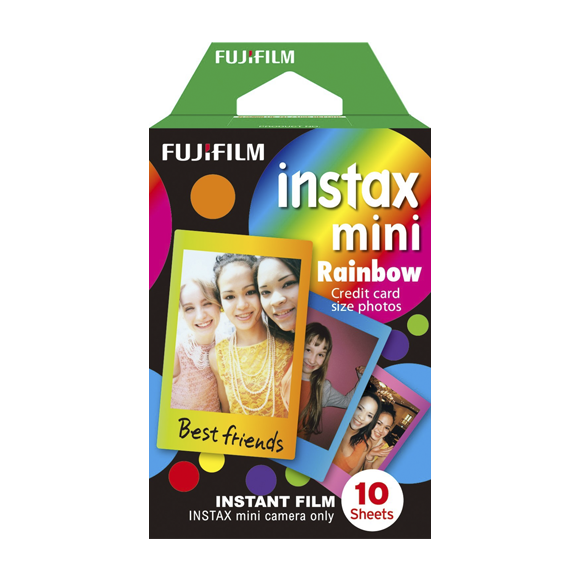 FUJIFILM
FUJIFILM
instax
mini
Rainbow
Credit card
size photos
Best friends
INSTANT FILM
INSTAX mini camera only
10
Sheets